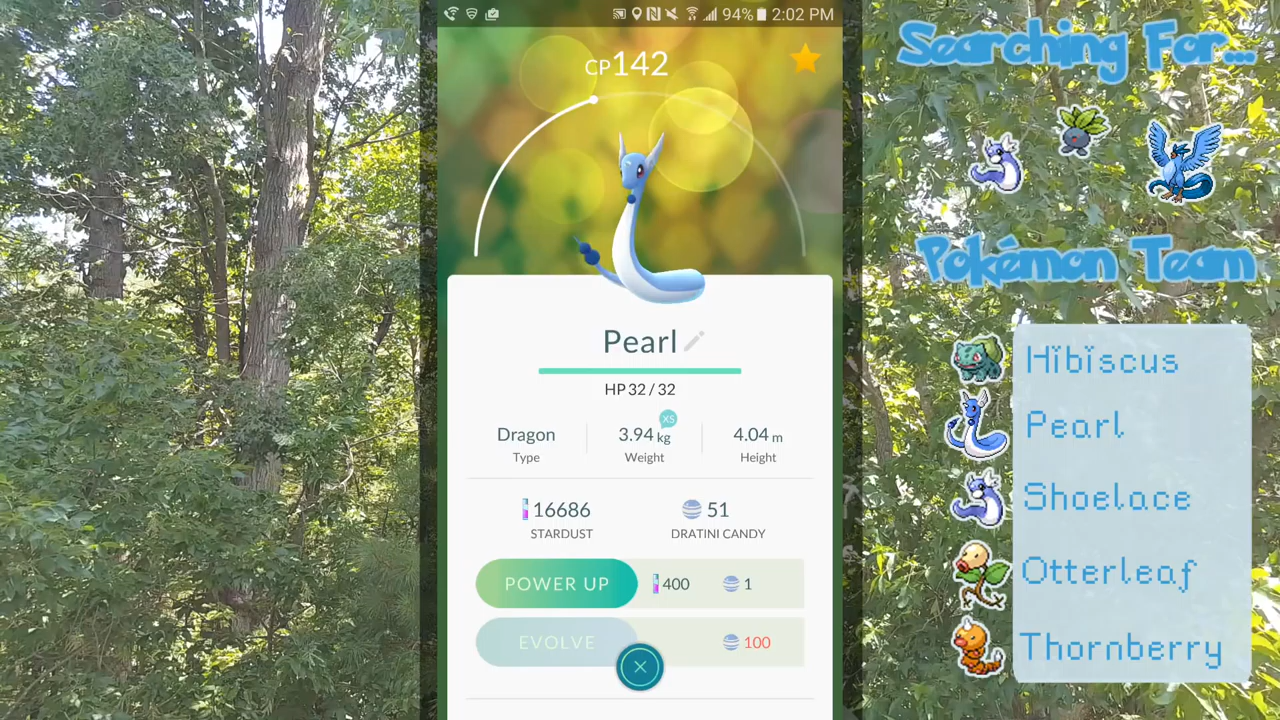 94% 2:02 PM
CP142
Pearl
HP 32 / 32
XS
Dragon 3.94 kg 4.04 m
Type Weight Height
16686 51
STARDUST DRATINI CANDY
POWER UP 400 1
EVOLVE 100
Searching For...
Pokémon Team
Hibiscus
Pearl
Shoelace
Otterleaf
Thornberry